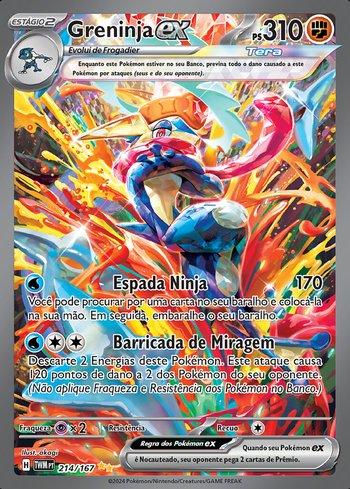 ESTÁGIO 2
Greninja ex PS 310
Evolui de Frogadier
Tera
Enquanto este Pokémon estiver no seu Banco, previna todo o dano causado a este
Pokémon por ataques (seus e do seu oponente).
Espada Ninja 170
Você pode procurar por uma carta no seu baralho e colocá-la
na sua mão. Em seguida, embaralhe o seu baralho.
Barricada de Miragem
Descarte 2 Energias deste Pokémon. Este ataque causa
120 pontos de dano a 2 dos Pokémon do seu oponente.
(Não aplique Fraqueza e Resistência aos Pokémon no Banco.)
Fraqueza ×2 Resistência Recuo
Ilust. akagi
Regra dos Pokémon ex
Quando seu Pokémon ex
é Nocauteado, seu oponente pega 2 cartas de Prêmio.
H TWM PT 214/167
©2024 Pokémon/Nintendo/Creatures/GAME FREAK